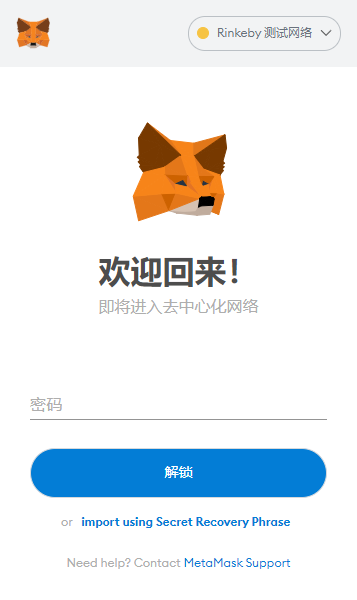 Rinkeby 测试网络
欢迎回来!
即将进入去中心化网络
密码
解锁
or import using Secret Recovery Phrase
Need help? Contact MetaMask Support